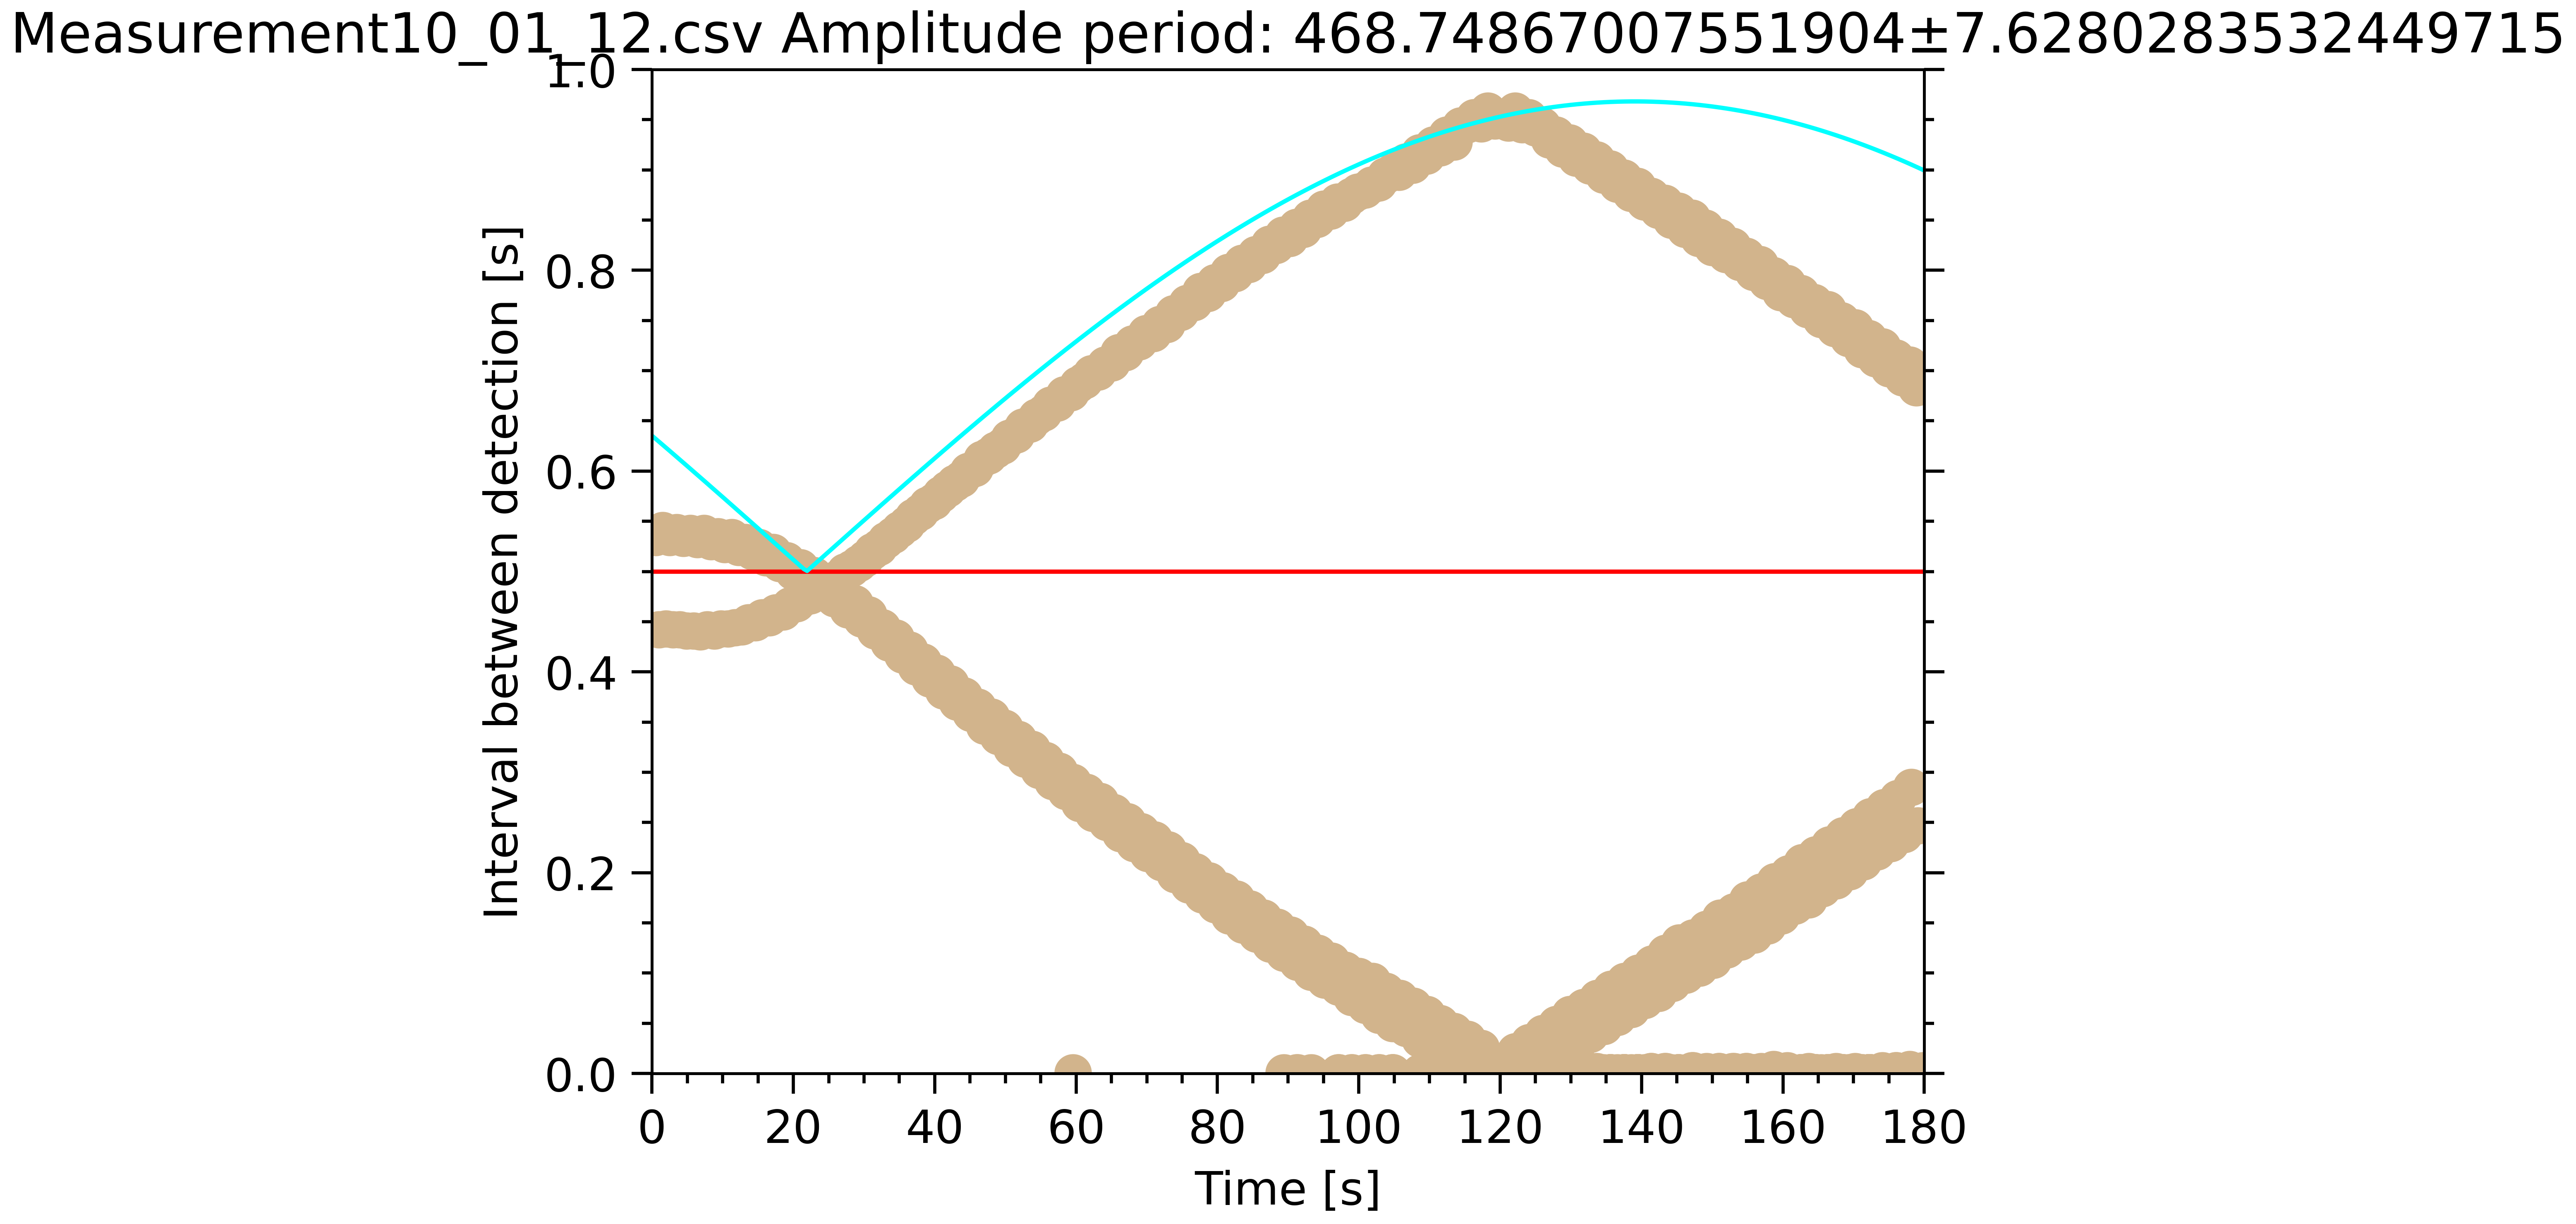 Measurement10_01_12.csv Amplitude period: 468.74867007551904±7.6280283532449715
1.0
0.8
0.6
0.4
0.2
0.0
Interval between detection [s]
0 20 40 60 80 100 120 140 160 180
Time [s]